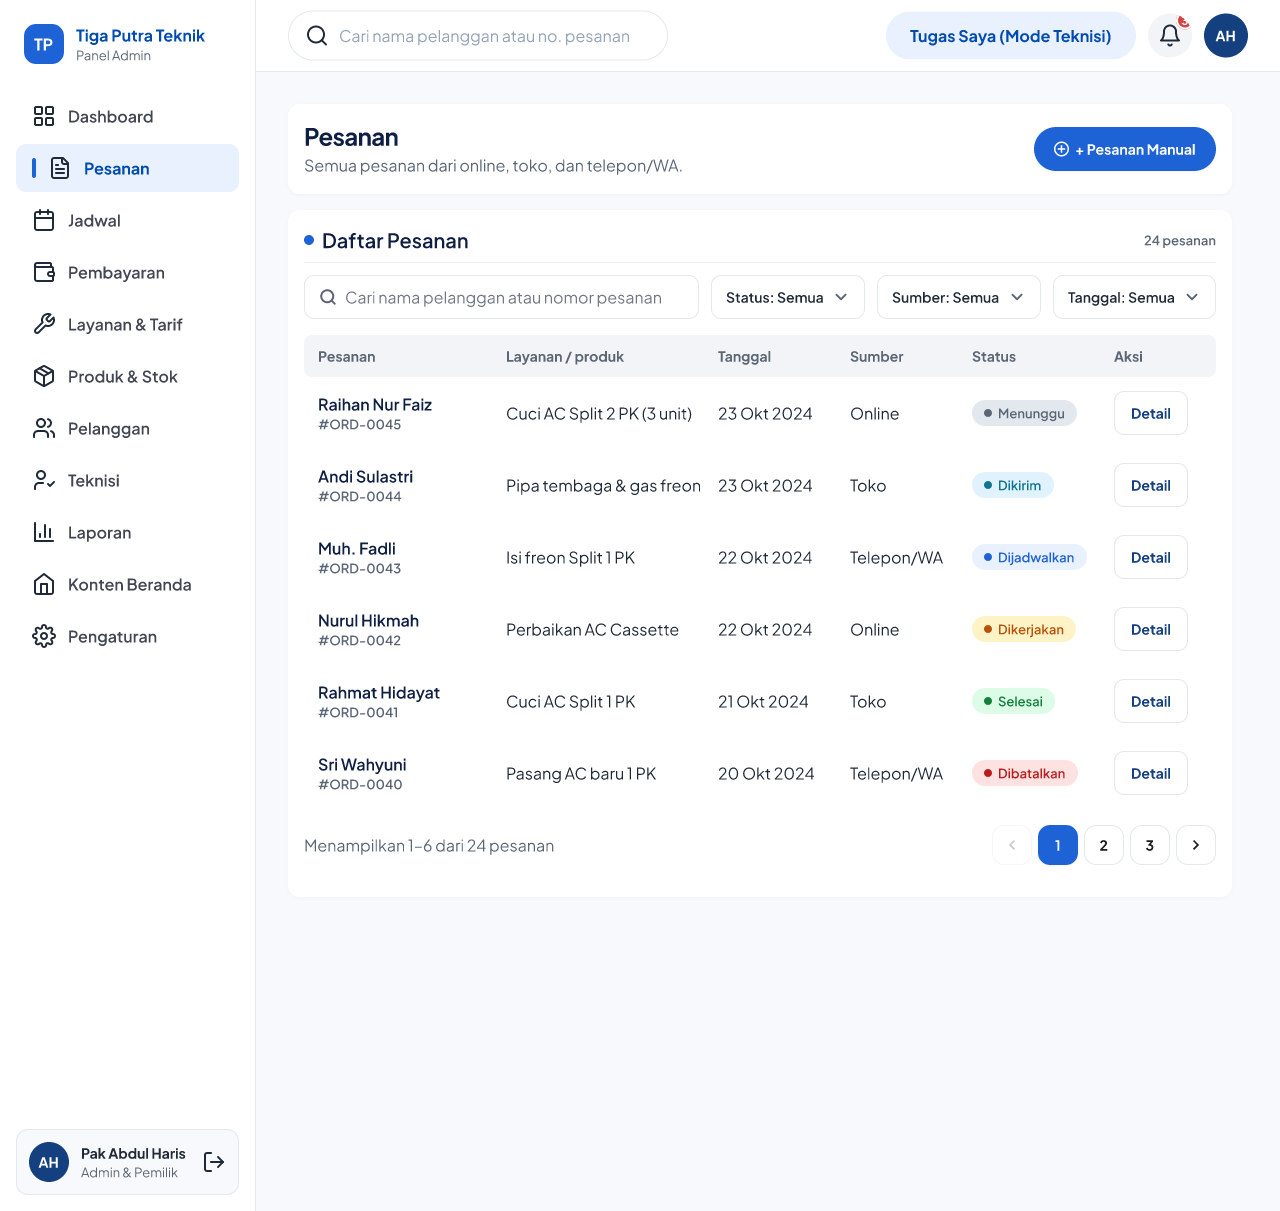 TP
Tiga Putra Teknik
Panel Admin
Cari nama pelanggan atau no. pesanan
Tugas Saya (Mode Teknisi)
AH
Dashboard
Pesanan
Jadwal
Pembayaran
Layanan & Tarif
Produk & Stok
Pelanggan
Teknisi
Laporan
Konten Beranda
Pengaturan
AH
Pak Abdul Haris
Admin & Pemilik
Pesanan
Semua pesanan dari online, toko, dan telepon/WA.
+ Pesanan Manual
Daftar Pesanan
24 pesanan
Cari nama pelanggan atau nomor pesanan
Status: Semua
Sumber: Semua
Tanggal: Semua
Pesanan Layanan / produk Tanggal Sumber Status Aksi
Raihan Nur Faiz
#ORD-0045
Cuci AC Split 2 PK (3 unit) 23 Okt 2024 Online Menunggu Detail
Andi Sulastri
#ORD-0044
Pipa tembaga & gas freon 23 Okt 2024 Toko Dikirim Detail
Muh. Fadli
#ORD-0043
Isi freon Split 1 PK 22 Okt 2024 Telepon/WA Dijadwalkan Detail
Nurul Hikmah
#ORD-0042
Perbaikan AC Cassette 22 Okt 2024 Online Dikerjakan Detail
Rahmat Hidayat
#ORD-0041
Cuci AC Split 1 PK 21 Okt 2024 Toko Selesai Detail
Sri Wahyuni
#ORD-0040
Pasang AC baru 1 PK 20 Okt 2024 Telepon/WA Dibatalkan Detail
Menampilkan 1–6 dari 24 pesanan
1 2 3